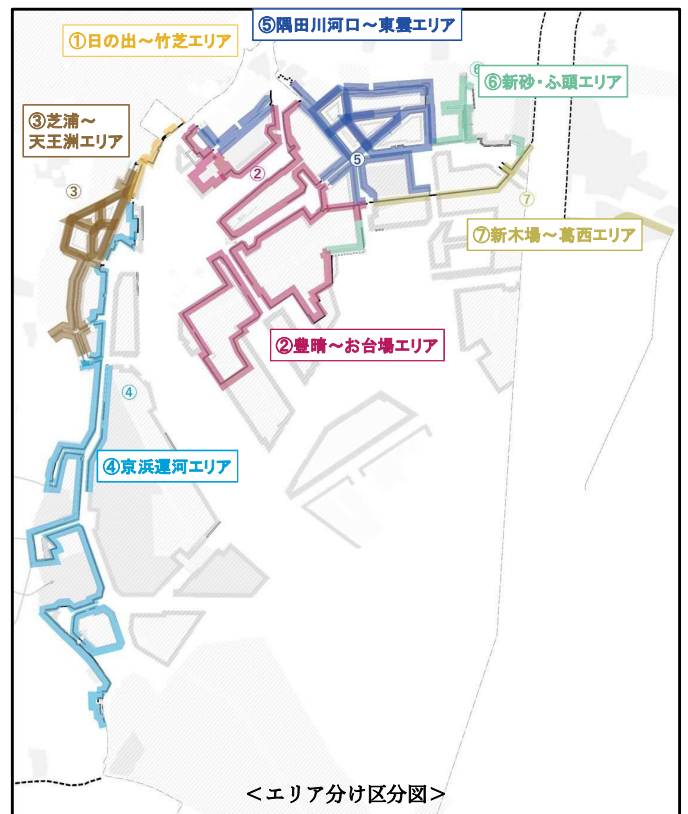 ⑤隅田川河口～東雲エリア
①日の出～竹芝エリア
⑥
⑥新砂・ふ頭エリア
③芝浦～
天王洲エリア
②
⑤
③
⑦
⑦新木場～葛西エリア
②豊晴～お台場エリア
④
④京浜運河エリア
＜エリア分け区分図＞